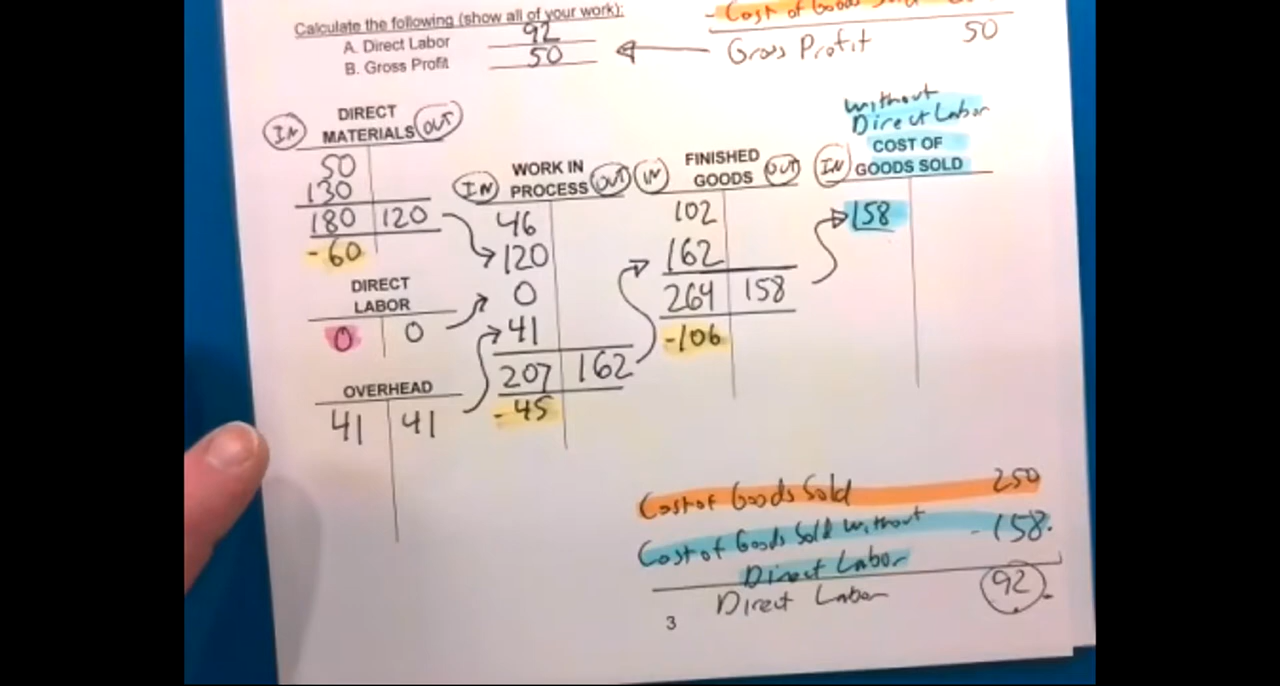 Calculate the following (show all of your work):
A. Direct Labor 92
B. Gross Profit 50
- Cost of Goods
Gross Profit 50
IN DIRECT MATERIALS OUT
50
130
180 120
-60
DIRECT
LABOR
0 0
OVERHEAD
41 41
IN WORK IN
PROCESS OUT
46
120
0
41
207 162
-45
IN FINISHED
GOODS OUT
102
162
264 158
-106
without
Direct Labor
COST OF
IN GOODS SOLD
158
Cost of Goods Sold 250
Cost of Goods Sold without - 158.
Direct Labor
Direct Labor 92
3